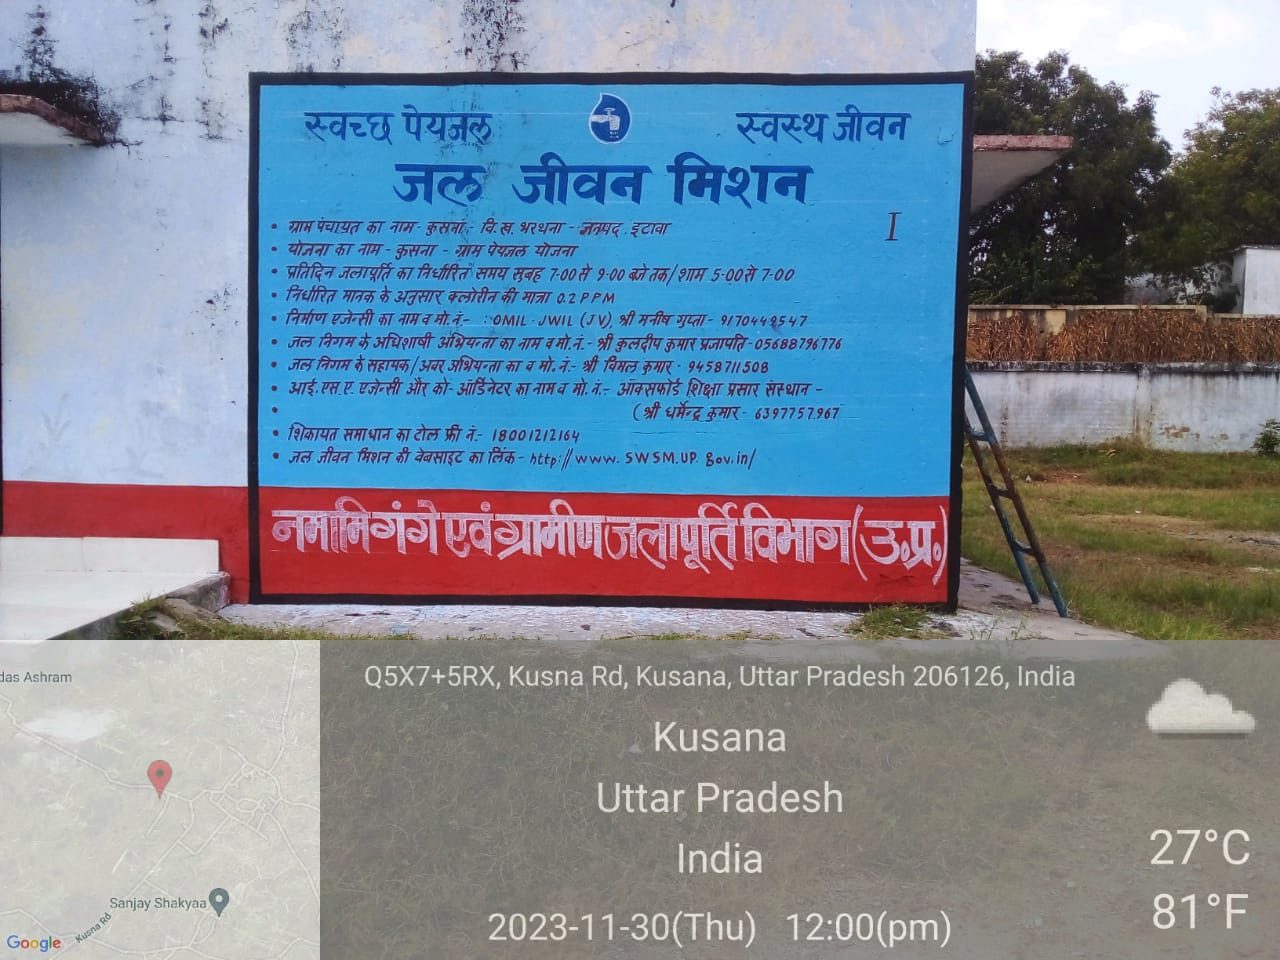 स्वच्छ पेयजल
स्वस्थ जीवन
जल जीवन मिशन
I
• ग्राम पंचायत का नाम - कुसना - वि.ख. भरथना - जनपद . इटावा
• योजना का नाम - कुसना - ग्राम पेयजल योजना
• प्रतिदिन जलापूर्ति का निर्धारित समय सुबह 7-00 से 9-00 बजे तक/शाम 5-00 से 7-00
• निर्धारित मानक के अनुसार क्लोरीन की मात्रा 0.2 PPM
• निर्माण एजेन्सी का नाम व मो.नं.- : OMIL - JWIL (JV), श्री मनीष गुप्ता - 9170449547
• जल निगम के अधिशाषी अभियन्ता का नाम व मो.नं.- श्री कुलदीप कुमार प्रजापति - 05688796776
• जल निगम के सहायक/अवर अभियन्ता का व मो. नं.- श्री विमल कुमार - 9458711508
• आई.एस.ए. एजेन्सी और को-ऑर्डिनेटर का नाम व मो. नं.- ऑक्सफोर्ड शिक्षा प्रसार संस्थान -
• (श्री धर्मेन्द्र कुमार - 6397757967
• शिकायत समाधान का टोल फ्री नं.- 18001212164
• जल जीवन मिशन की वेबसाइट का लिंक - http://www.SWSM.UP.Gov.in/
नमामि गंगे एवं ग्रामीण जलापूर्ति विभाग (उ.प्र.)
das Ashram
Sanjay Shakyaa
Kusna Rd
Google
Q5X7+5RX, Kusna Rd, Kusana, Uttar Pradesh 206126, India
Kusana
Uttar Pradesh
India
2023-11-30(Thu) 12:00(pm)
27°C
81°F